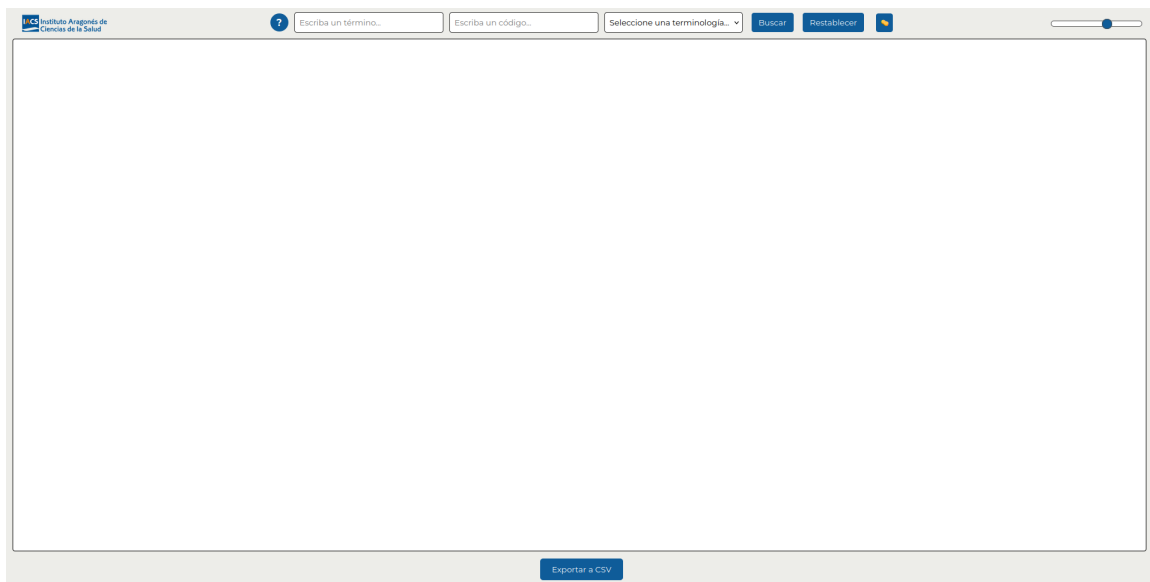 IACS Instituto Aragonés de
Ciencias de la Salud
?
Escriba un término...
Escriba un código...
Seleccione una terminología...
Buscar
Restablecer
Exportar a CSV